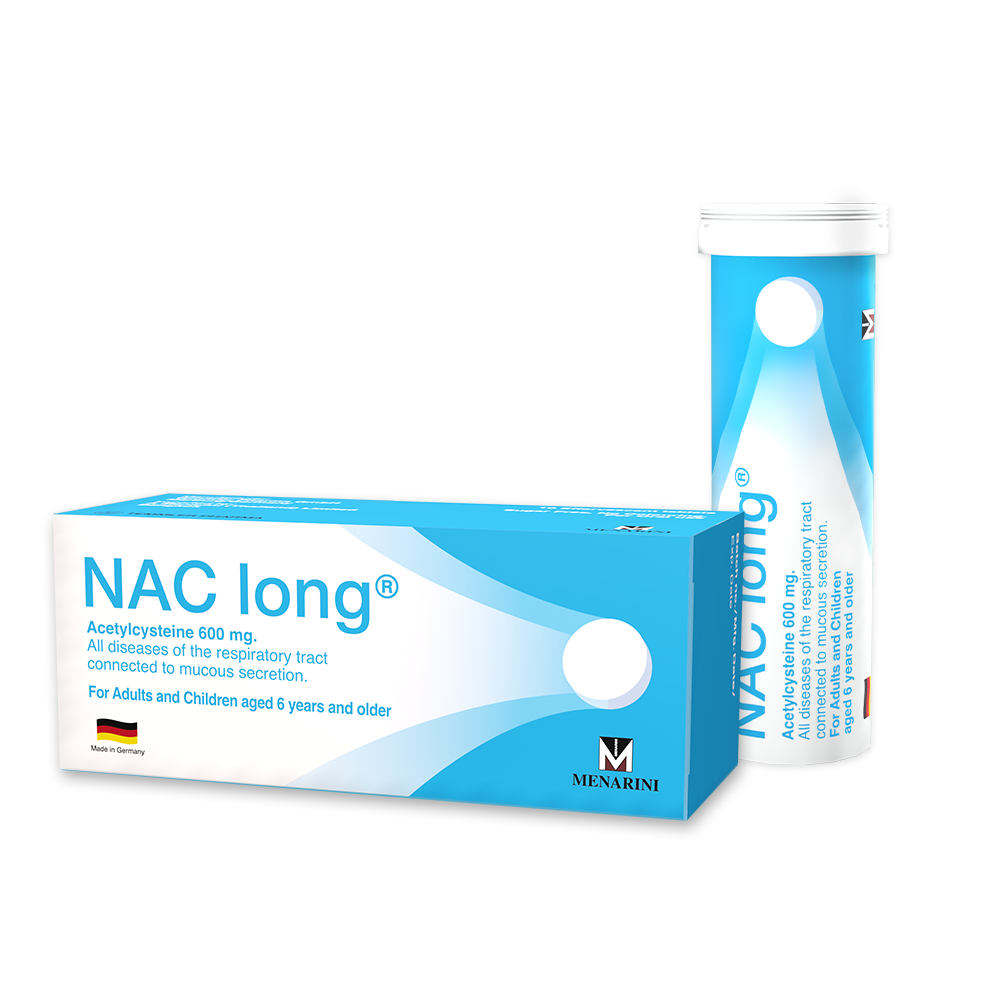 NAC long®
Acetylcysteine 600 mg.
All diseases of the respiratory tract
connected to mucous secretion.
For Adults and Children aged 6 years and older
Made in Germany
MENARINI
MENARINI
NAC long®
Acetylcysteine 600 mg.
All diseases of the respiratory tract
connected to mucous secretion.
For Adults and Children
aged 6 years and older